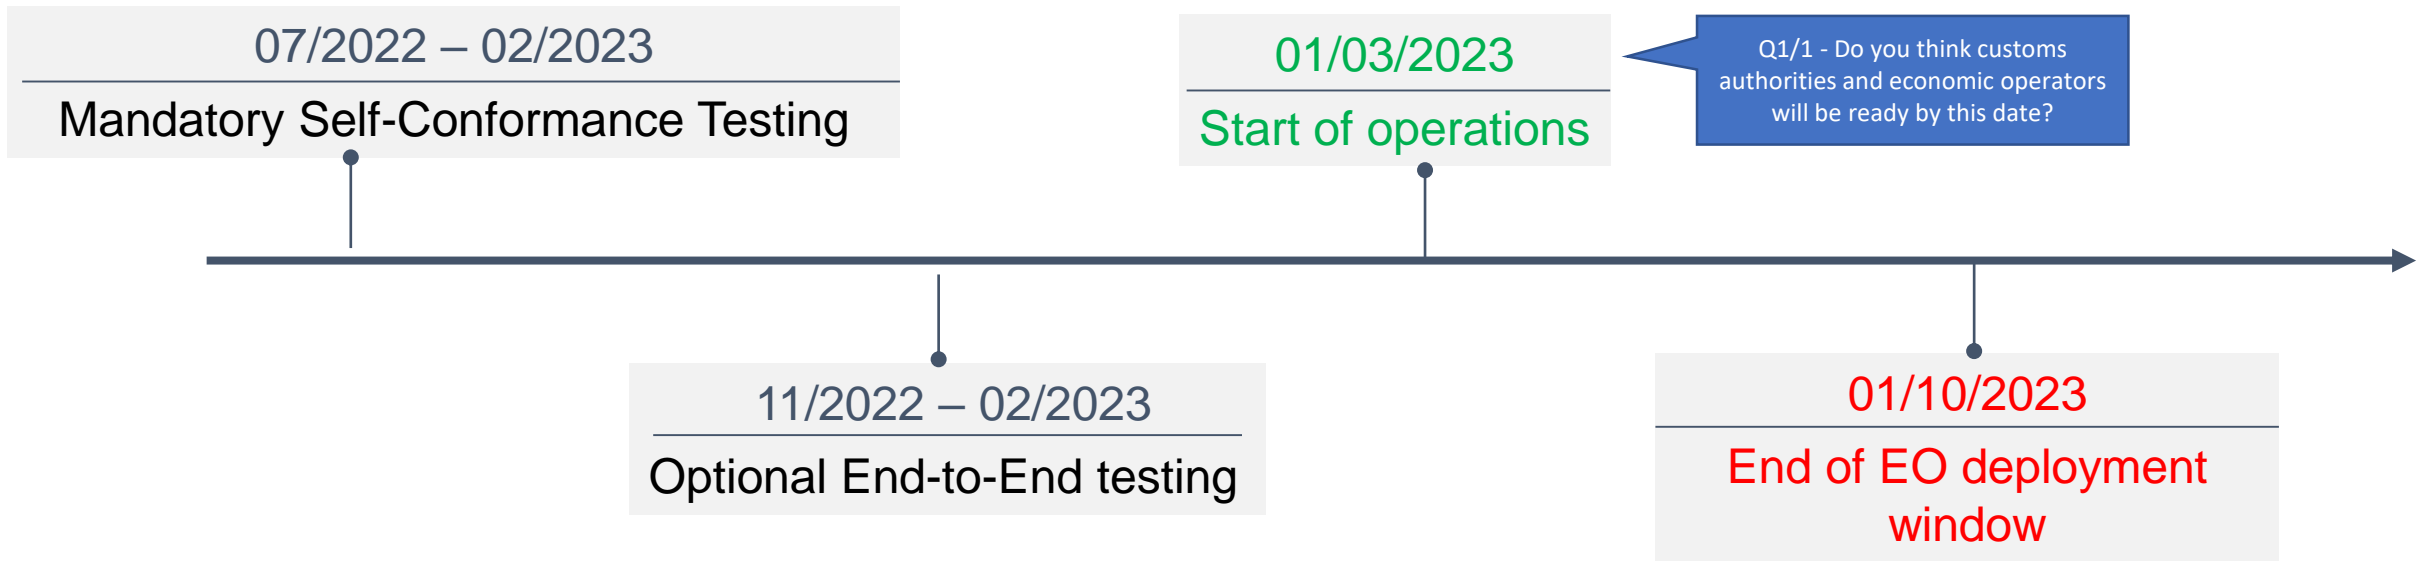 07/2022 – 02/2023
Mandatory Self-Conformance Testing
01/03/2023
Start of operations
Q1/1 - Do you think customs
authorities and economic operators
will be ready by this date?
11/2022 – 02/2023
Optional End-to-End testing
01/10/2023
End of EO deployment
window